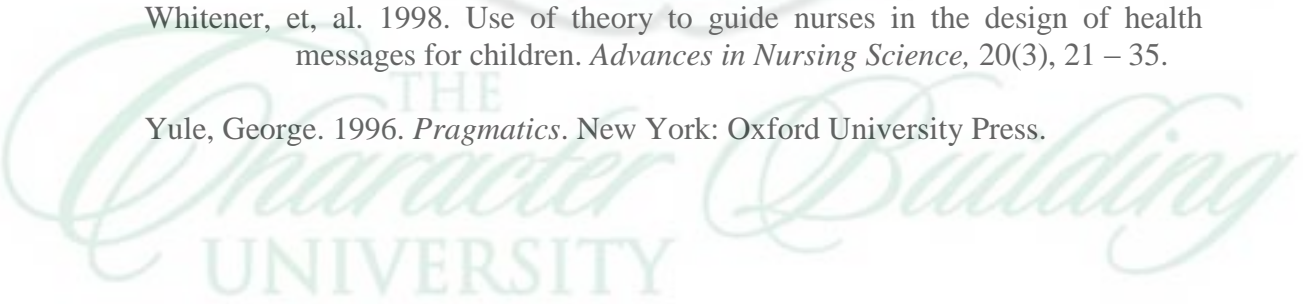 Whitener, et, al. 1998. Use of theory to guide nurses in the design of health
messages for children. Advances in Nursing Science, 20(3), 21 – 35.
THE
Yule, George. 1996. Pragmatics. New York: Oxford University Press.
Character Building
UNIVERSITY